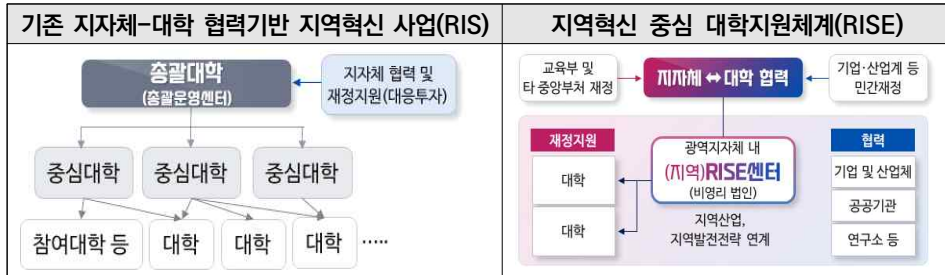 기존 지자체-대학 협력기반 지역혁신 사업(RIS)
총괄대학
(총괄운영센터)
지자체 협력 및
재정지원(대응투자)
중심대학
중심대학
중심대학
참여대학 등
대학
대학
대학
·····
지역혁신 중심 대학지원체계(RISE)
교육부 및
타 중앙부처 재정
지자체 ↔ 대학 협력
기업·산업계 등
민간재정
재정지원
대학
대학
광역지자체 내
(지역)RISE센터
(비영리 법인)
지역산업,
지역발전전략 연계
협력
기업 및 산업체
공공기관
연구소 등